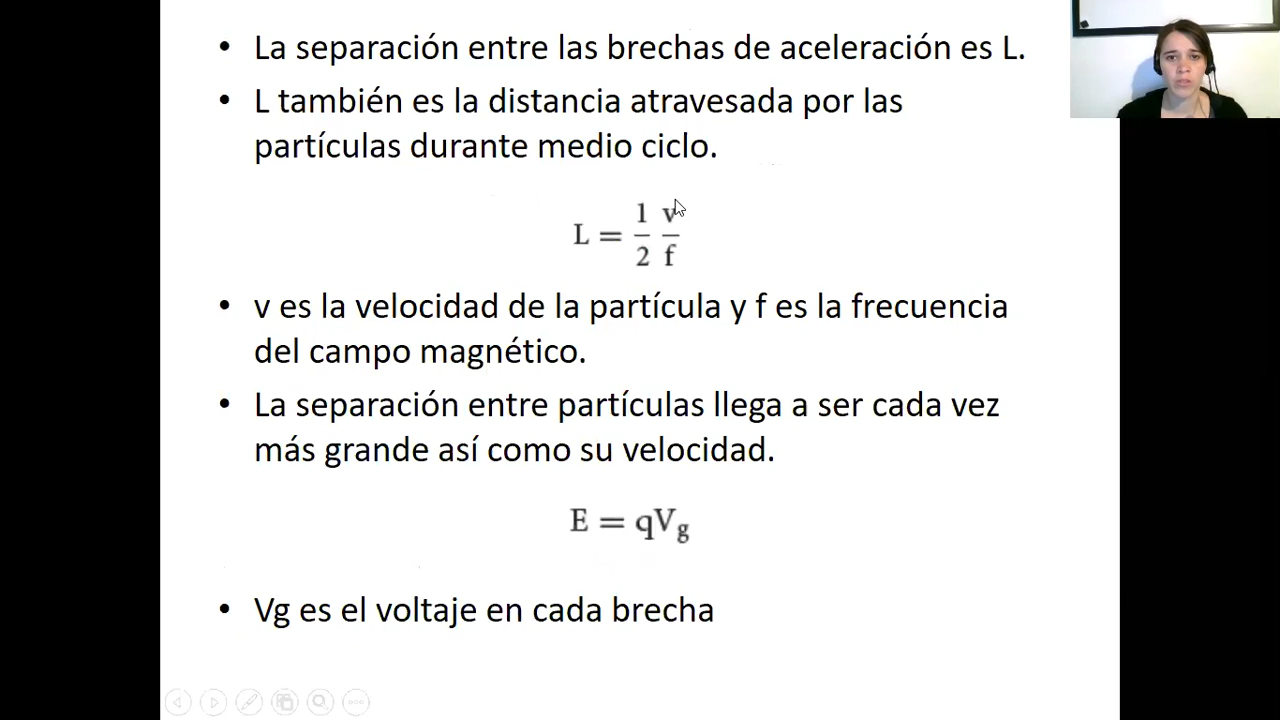 • La separación entre las brechas de aceleración es L.
• L también es la distancia atravesada por las
partículas durante medio ciclo.
L = 1/2 v/f
• v es la velocidad de la partícula y f es la frecuencia
del campo magnético.
• La separación entre partículas llega a ser cada vez
más grande así como su velocidad.
E = qVg
• Vg es el voltaje en cada brecha